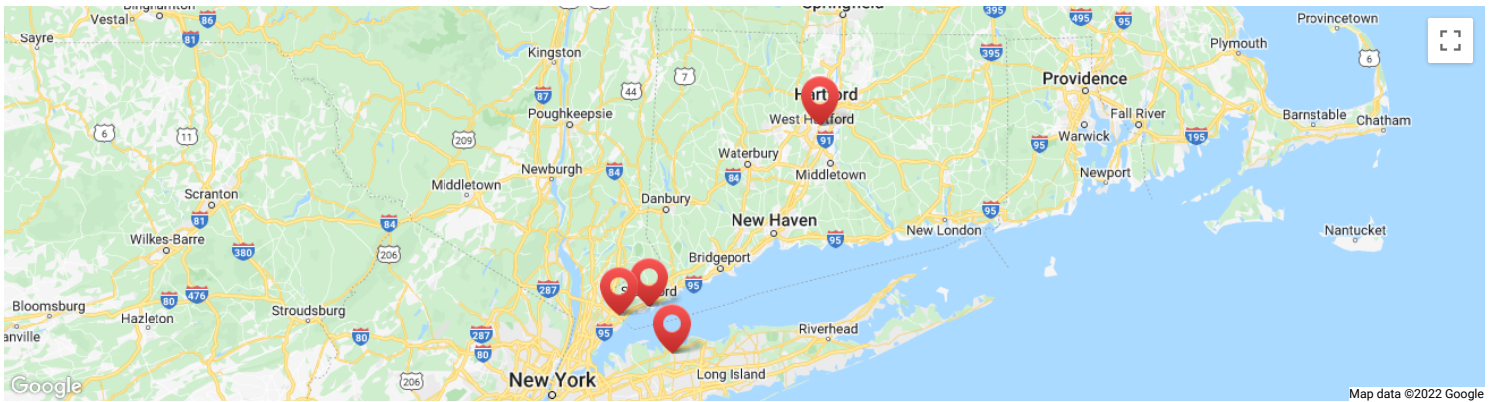 Binghamton
Springfield
Vestal
86
395
495
95
Provincetown
Sayre
81
Kingston
395
Plymouth
6
7
Providence
44
Hartford
87
Poughkeepsie
West Hartford
Fall River
Barnstable
Chatham
6
11
209
91
95
Warwick
195
Waterbury
Newburgh
84
84
Middletown
Newport
Scranton
Middletown
Danbury
95
81
84
New Haven
New London
Nantucket
Wilkes-Barre
380
206
95
Bridgeport
287
95
Bloomsburg
80
476
Stroudsburg
Hazleton
anville
80
287
95
Riverhead
80
206
New York
Long Island
Google
Map data ©2022 Google